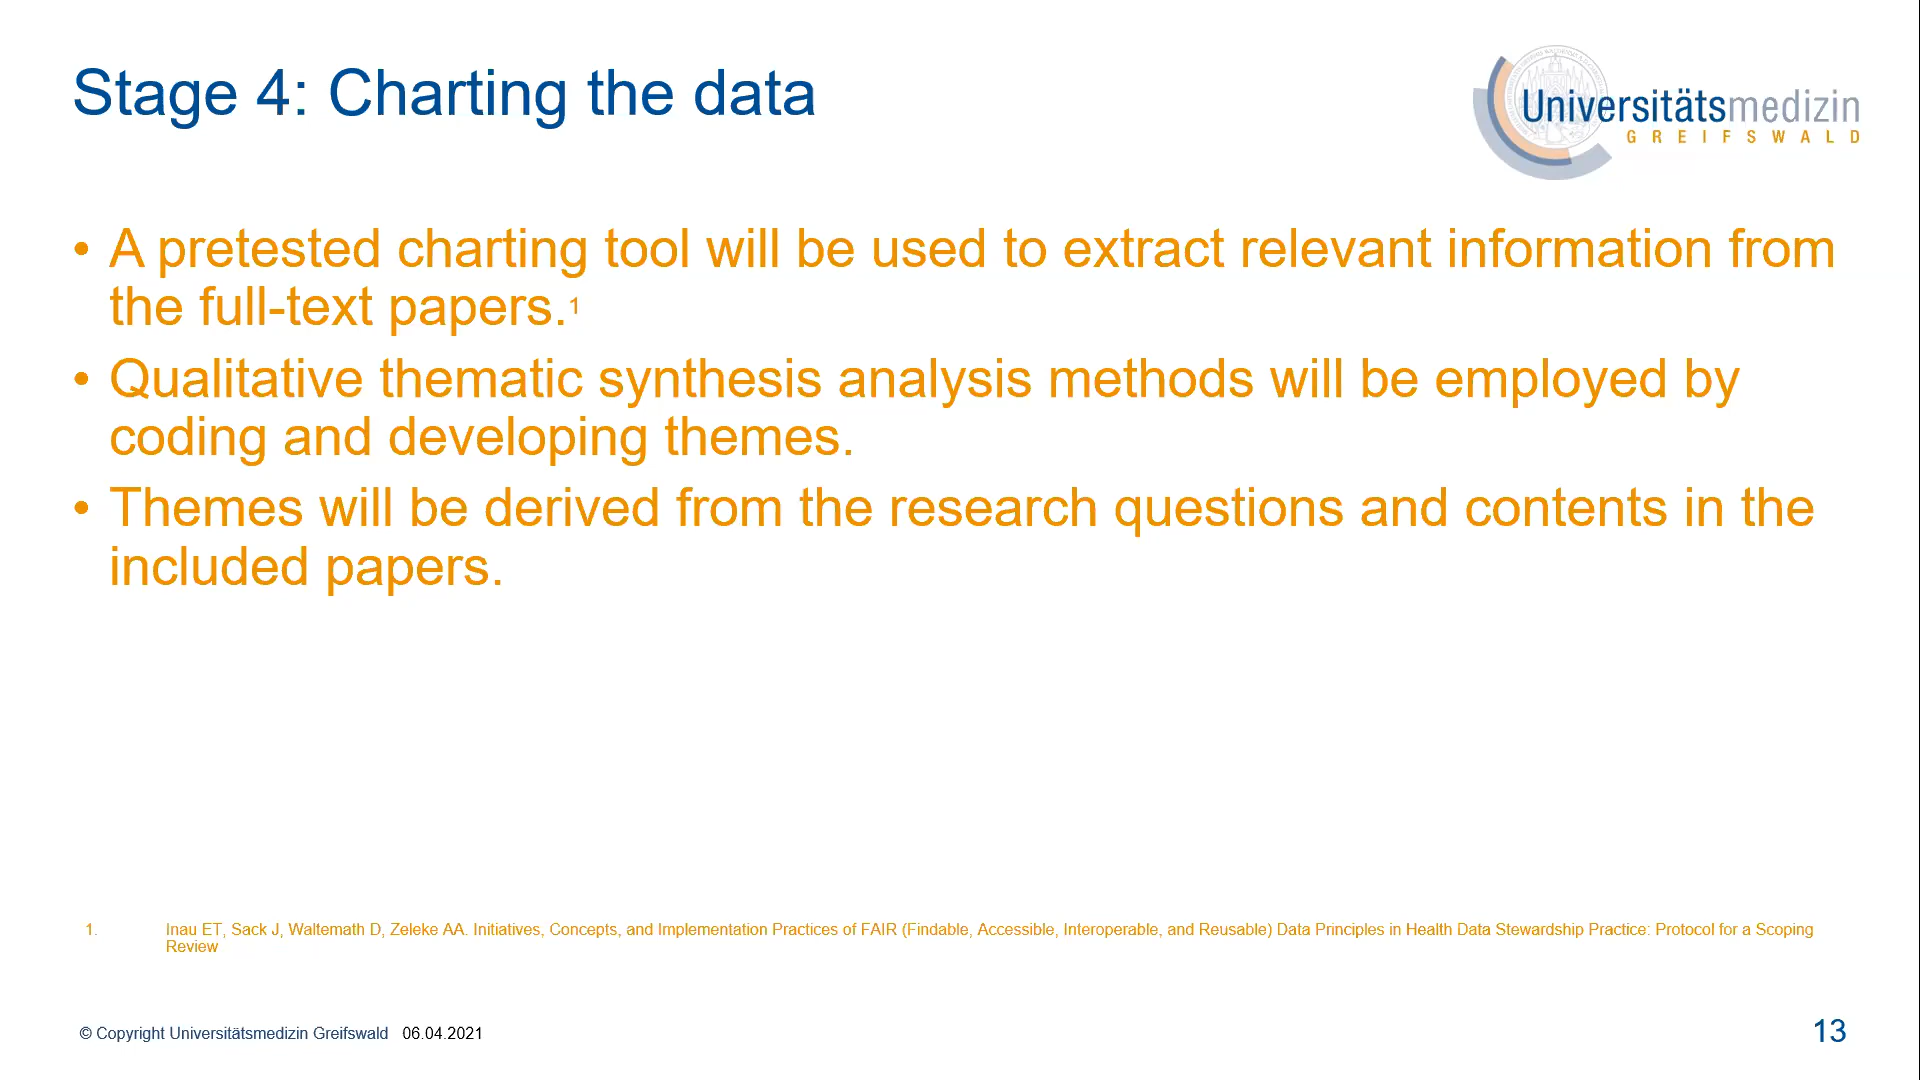 Stage 4: Charting the data
Universitätsmedizin
GREIFSWALD
• A pretested charting tool will be used to extract relevant information from
the full-text papers.1
• Qualitative thematic synthesis analysis methods will be employed by
coding and developing themes.
• Themes will be derived from the research questions and contents in the
included papers.
1. Inau ET, Sack J, Waltemath D, Zeleke AA. Initiatives, Concepts, and Implementation Practices of FAIR (Findable, Accessible, Interoperable, and Reusable) Data Principles in Health Data Stewardship Practice: Protocol for a Scoping
Review
© Copyright Universitätsmedizin Greifswald 06.04.2021
13